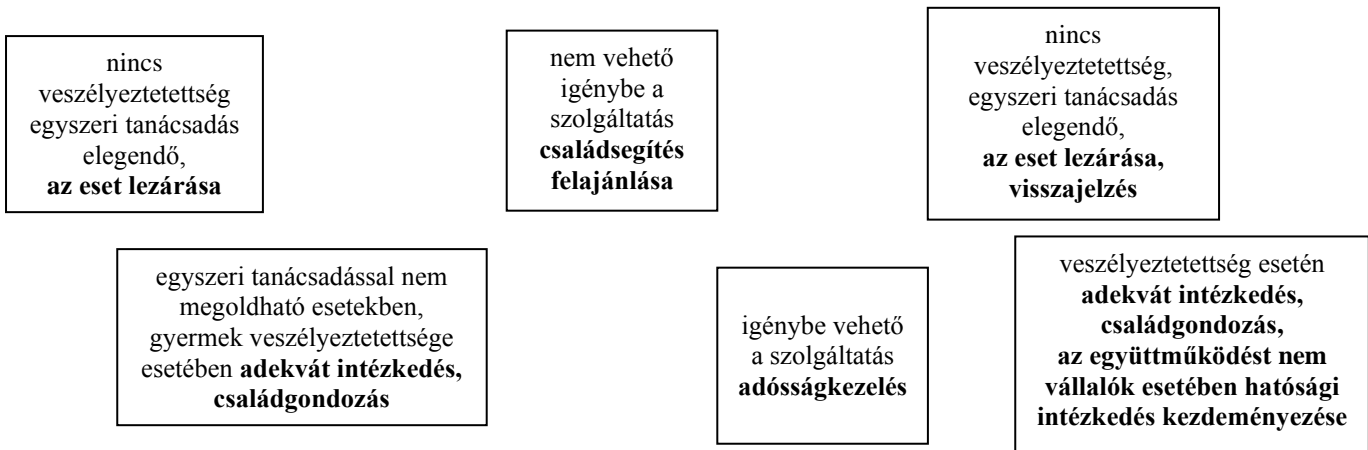 nincs
veszélyeztetettség
egyszeri tanácsadás
elegendő,
az eset lezárása
nem vehető
igénybe a
szolgáltatás
családsegítés
felajánlása
nincs
veszélyeztetettség,
egyszeri tanácsadás
elegendő,
az eset lezárása,
visszajelzés
egyszeri tanácsadással nem
megoldható esetekben,
gyermek veszélyeztetettsége
esetében adekvát intézkedés,
családgondozás
igénybe vehető
a szolgáltatás
adósságkezelés
veszélyeztetettség esetén
adekvát intézkedés,
családgondozás,
az együttműködést nem
vállalók esetében hatósági
intézkedés kezdeményezése